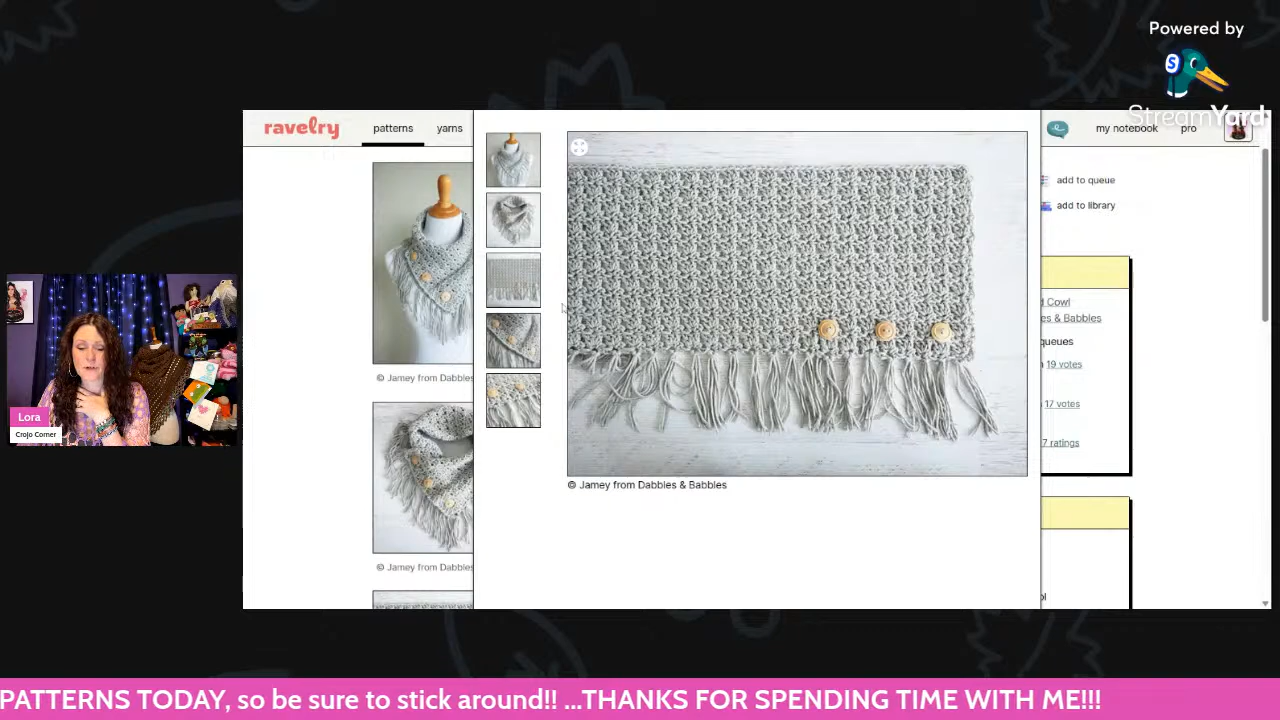 Powered by
StreamYard
ravelry
patterns
yarns
my notebook
pro
add to queue
add to library
d Cowl
es & Babbles
queues
19 votes
17 votes
7 ratings
© Jamey from Dabbles
© Jamey from Dabbles
© Jamey from Dabbles & Babbles
Lora
Crojo Corner
PATTERNS TODAY, so be sure to stick around!! ...THANKS FOR SPENDING TIME WITH ME!!!